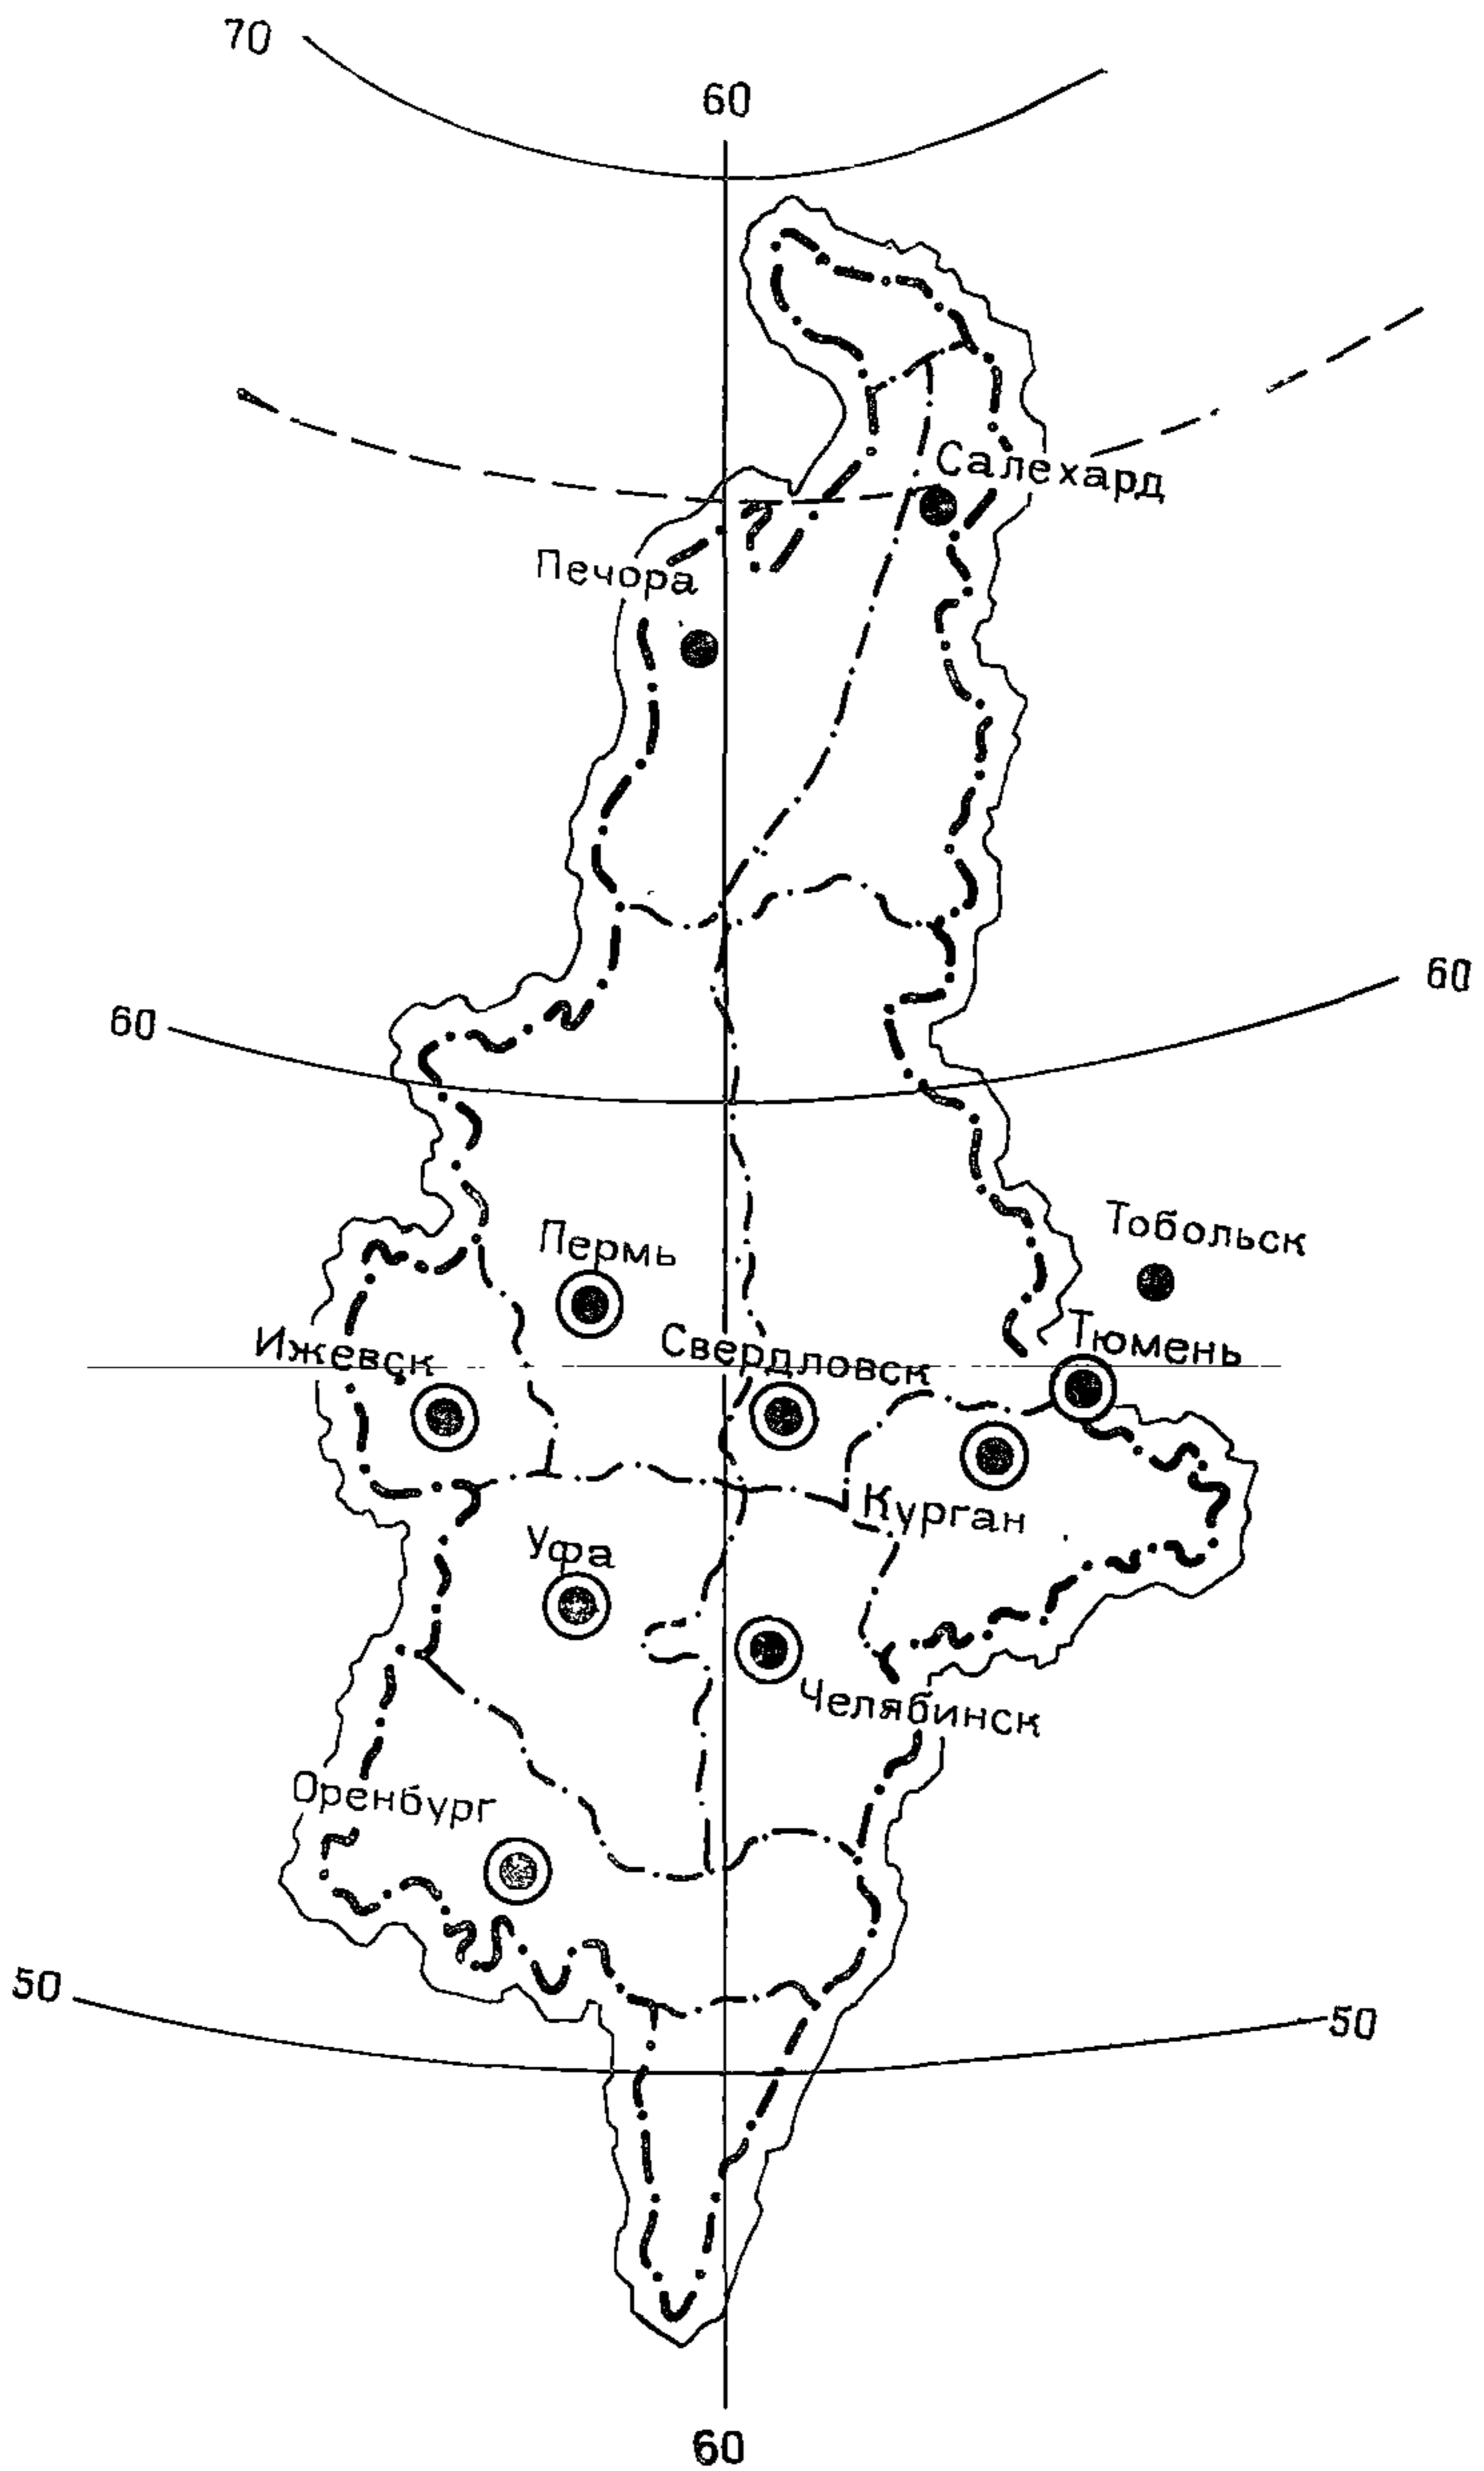 70
60
Салехард
Печора
60
60
Тобольск
Пермь
Тюмень
Ижевск
Свердловск
Курган
Уфа
Челябинск
Оренбург
50
50
60